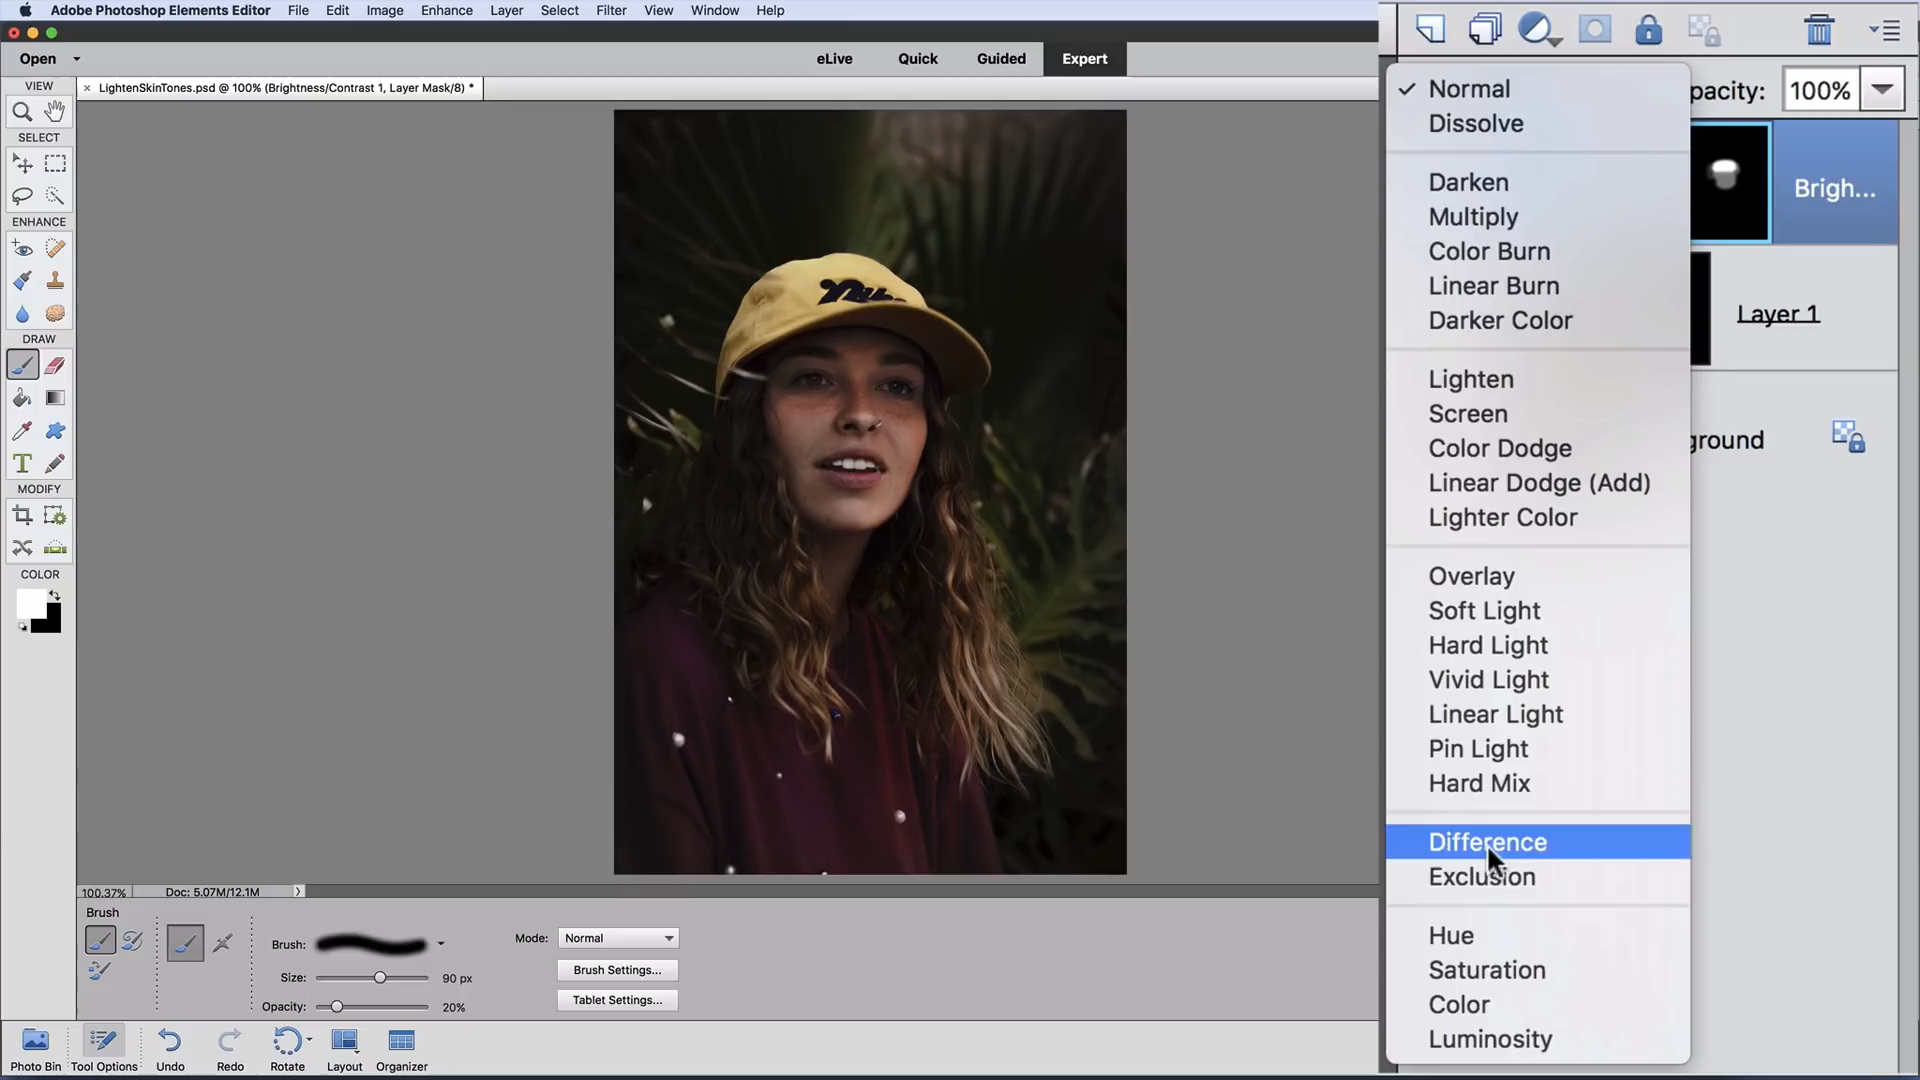 Adobe Photoshop Elements Editor File Edit Image Enhance Layer Select Filter View Window Help
Open eLive Quick Guided Expert
× LightenSkinTones.psd @ 100% (Brightness/Contrast 1, Layer Mask/8) *
VIEW
SELECT
ENHANCE
DRAW
T
MODIFY
COLOR
100.37% Doc: 5.07M/12.1M
Brush
Brush:
Size: 90 px
Opacity: 20%
Mode: Normal
Brush Settings...
Tablet Settings...
Photo Bin Tool Options Undo Redo Rotate Layout Organizer
pacity: 100%
✓ Normal
Dissolve
Darken
Multiply
Color Burn
Linear Burn
Darker Color
Lighten
Screen
Color Dodge
Linear Dodge (Add)
Lighter Color
Overlay
Soft Light
Hard Light
Vivid Light
Linear Light
Pin Light
Hard Mix
Difference
Exclusion
Hue
Saturation
Color
Luminosity
Brigh...
Layer 1
ground